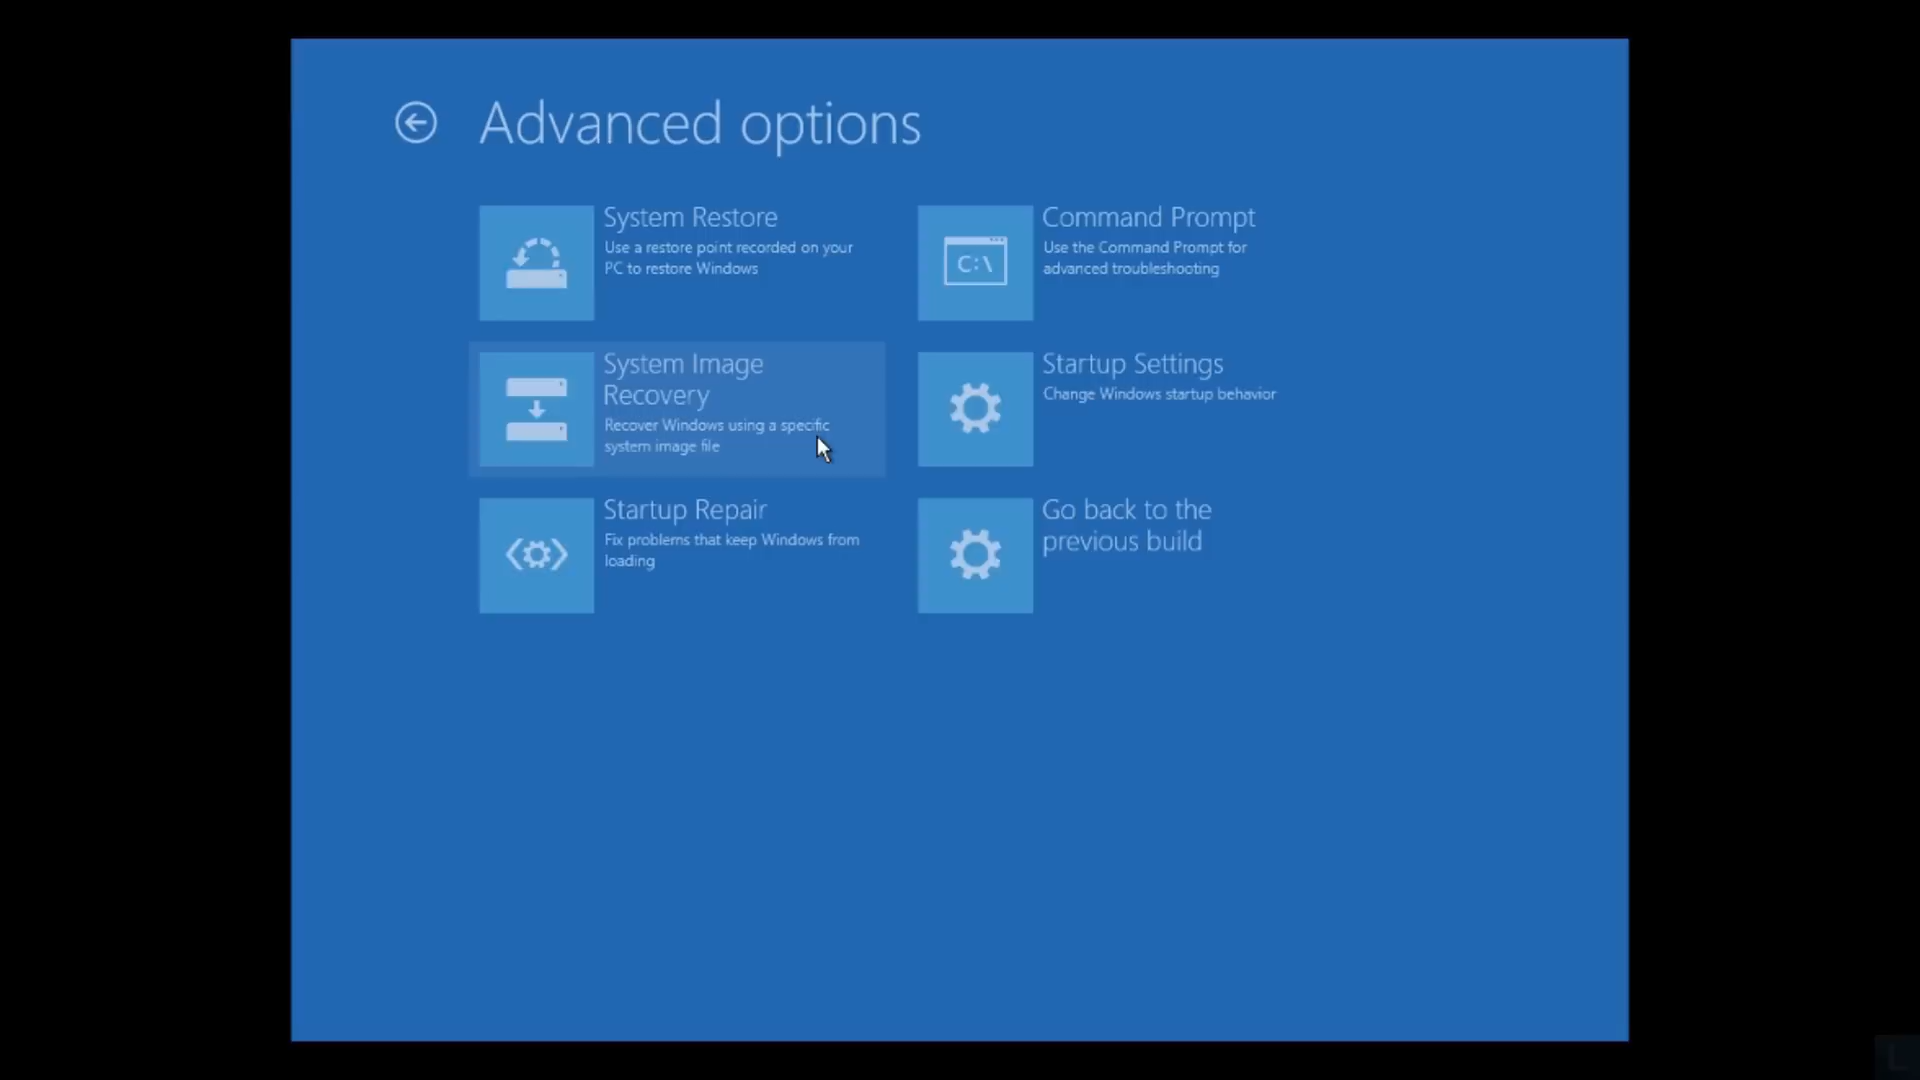 Advanced options
System Restore
Use a restore point recorded on your
PC to restore Windows
Command Prompt
Use the Command Prompt for
advanced troubleshooting
C:\
System Image
Recovery
Recover Windows using a specific
system image file
Startup Settings
Change Windows startup behavior
Startup Repair
Fix problems that keep Windows from
loading
Go back to the
previous build